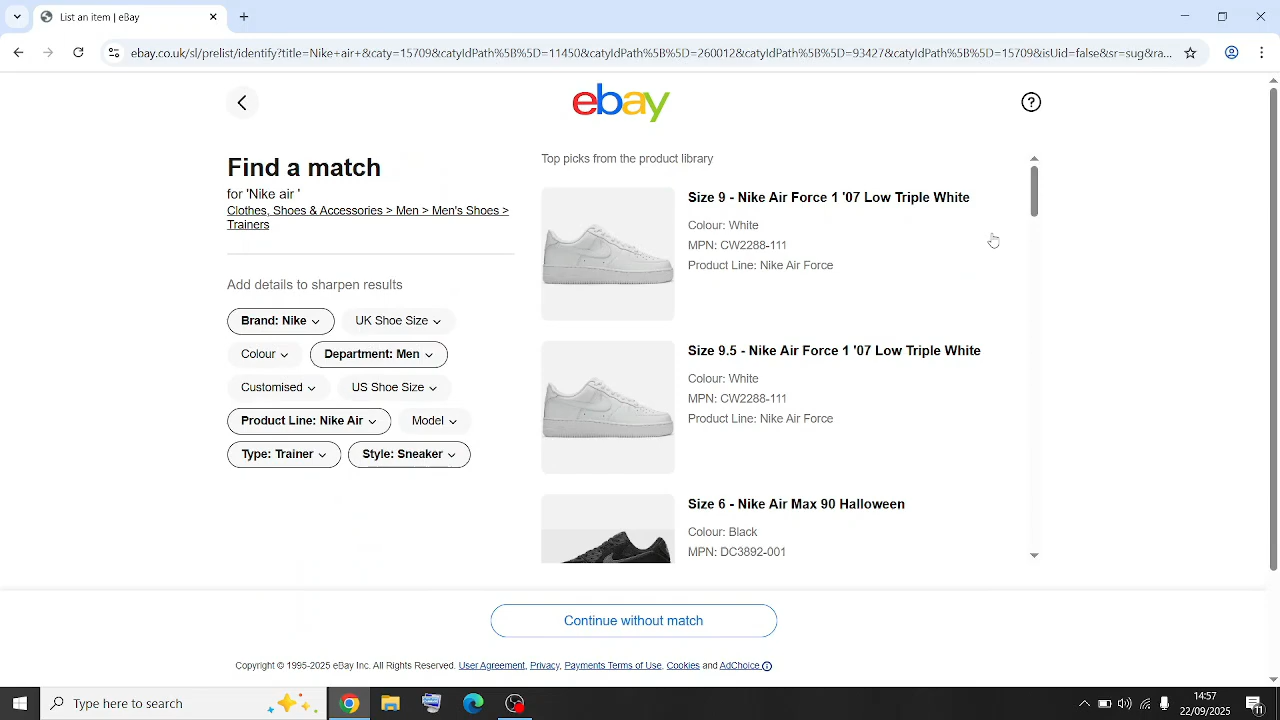 List an item | eBay
ebay.co.uk/sl/prelist/identify?title=Nike+air+&caty=15709&catyIdPath%5B%5D=11450&catyIdPath%5B%5D=260012&catyIdPath%5B%5D=93427&catyIdPath%5B%5D=15709&isUid=false&sr=sug&ra...
ebay
Find a match
for 'Nike air '
Clothes, Shoes & Accessories > Men > Men's Shoes >
Trainers
Add details to sharpen results
Brand: Nike
UK Shoe Size
Colour
Department: Men
Customised
US Shoe Size
Product Line: Nike Air
Model
Type: Trainer
Style: Sneaker
Top picks from the product library
Size 9 - Nike Air Force 1 '07 Low Triple White
Colour: White
MPN: CW2288-111
Product Line: Nike Air Force
Size 9.5 - Nike Air Force 1 '07 Low Triple White
Colour: White
MPN: CW2288-111
Product Line: Nike Air Force
Size 6 - Nike Air Max 90 Halloween
Colour: Black
MPN: DC3892-001
Continue without match
Copyright © 1995-2025 eBay Inc. All Rights Reserved. User Agreement, Privacy, Payments Terms of Use, Cookies and AdChoice
Type here to search
14:57
22/09/2025
11